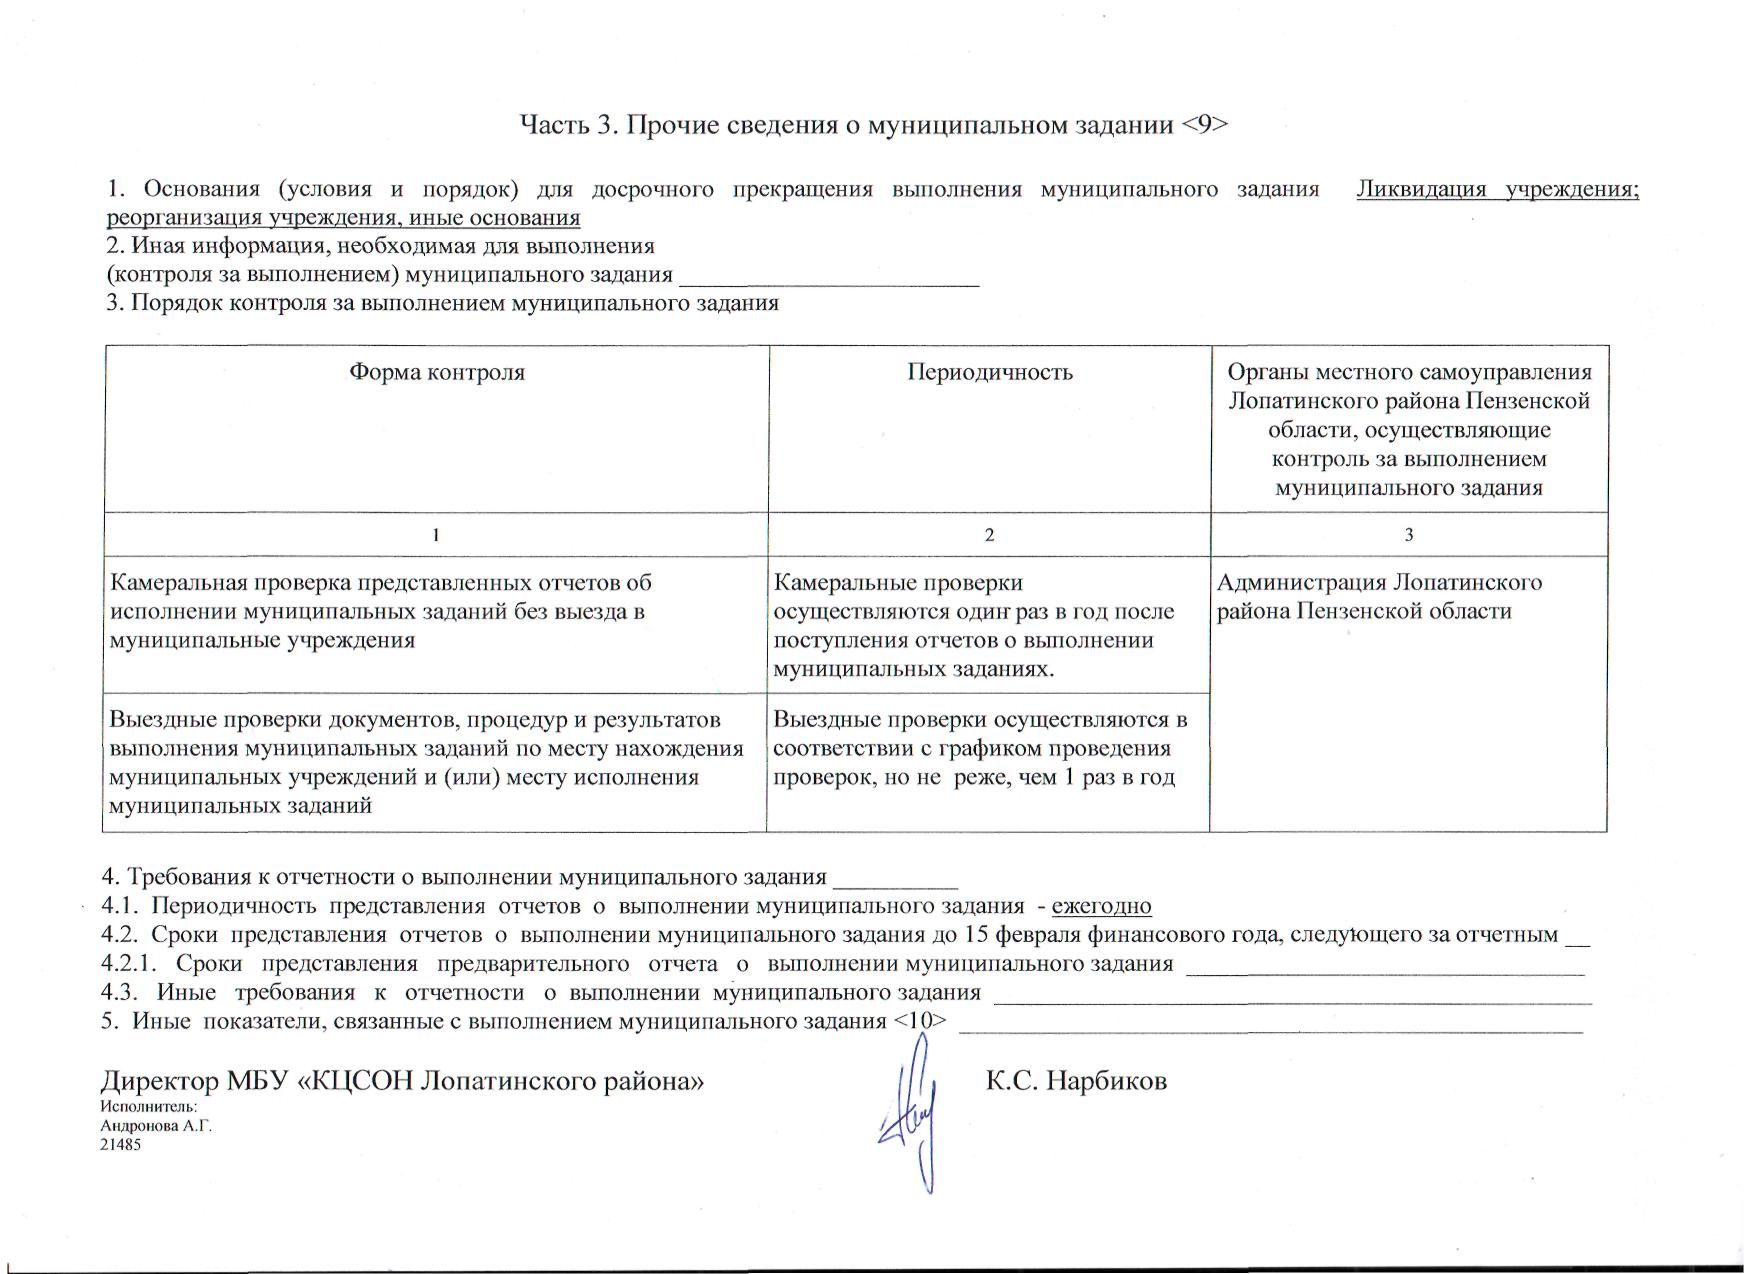 Часть 3. Прочие сведения о муниципальном задании <9>
1. Основания (условия и порядок) для досрочного прекращения выполнения муниципального задания Ликвидация учреждения;
реорганизация учреждения, иные основания
2. Иная информация, необходимая для выполнения
(контроля за выполнением) муниципального задания ________________________
3. Порядок контроля за выполнением муниципального задания
Форма контроля
Периодичность
Органы местного самоуправления
Лопатинского района Пензенской
области, осуществляющие
контроль за выполнением
муниципального задания
1
2
3
Камеральная проверка представленных отчетов об
исполнении муниципальных заданий без выезда в
муниципальные учреждения
Камеральные проверки
осуществляются один раз в год после
поступления отчетов о выполнении
муниципальных заданиях.
Администрация Лопатинского
района Пензенской области
Выездные проверки документов, процедур и результатов
выполнения муниципальных заданий по месту нахождения
муниципальных учреждений и (или) месту исполнения
муниципальных заданий
Выездные проверки осуществляются в
соответствии с графиком проведения
проверок, но не реже, чем 1 раз в год
4. Требования к отчетности о выполнении муниципального задания __________
4.1. Периодичность представления отчетов о выполнении муниципального задания - ежегодно
4.2. Сроки представления отчетов о выполнении муниципального задания до 15 февраля финансового года, следующего за отчетным __
4.2.1. Сроки представления предварительного отчета о выполнении муниципального задания ________________________________
4.3. Иные требования к отчетности о выполнении муниципального задания ________________________________________________
5. Иные показатели, связанные с выполнением муниципального задания <10> __________________________________________________
Директор МБУ «КЦСОН Лопатинского района» К.С. Нарбиков
Исполнитель:
Андронова А.Г.
21485